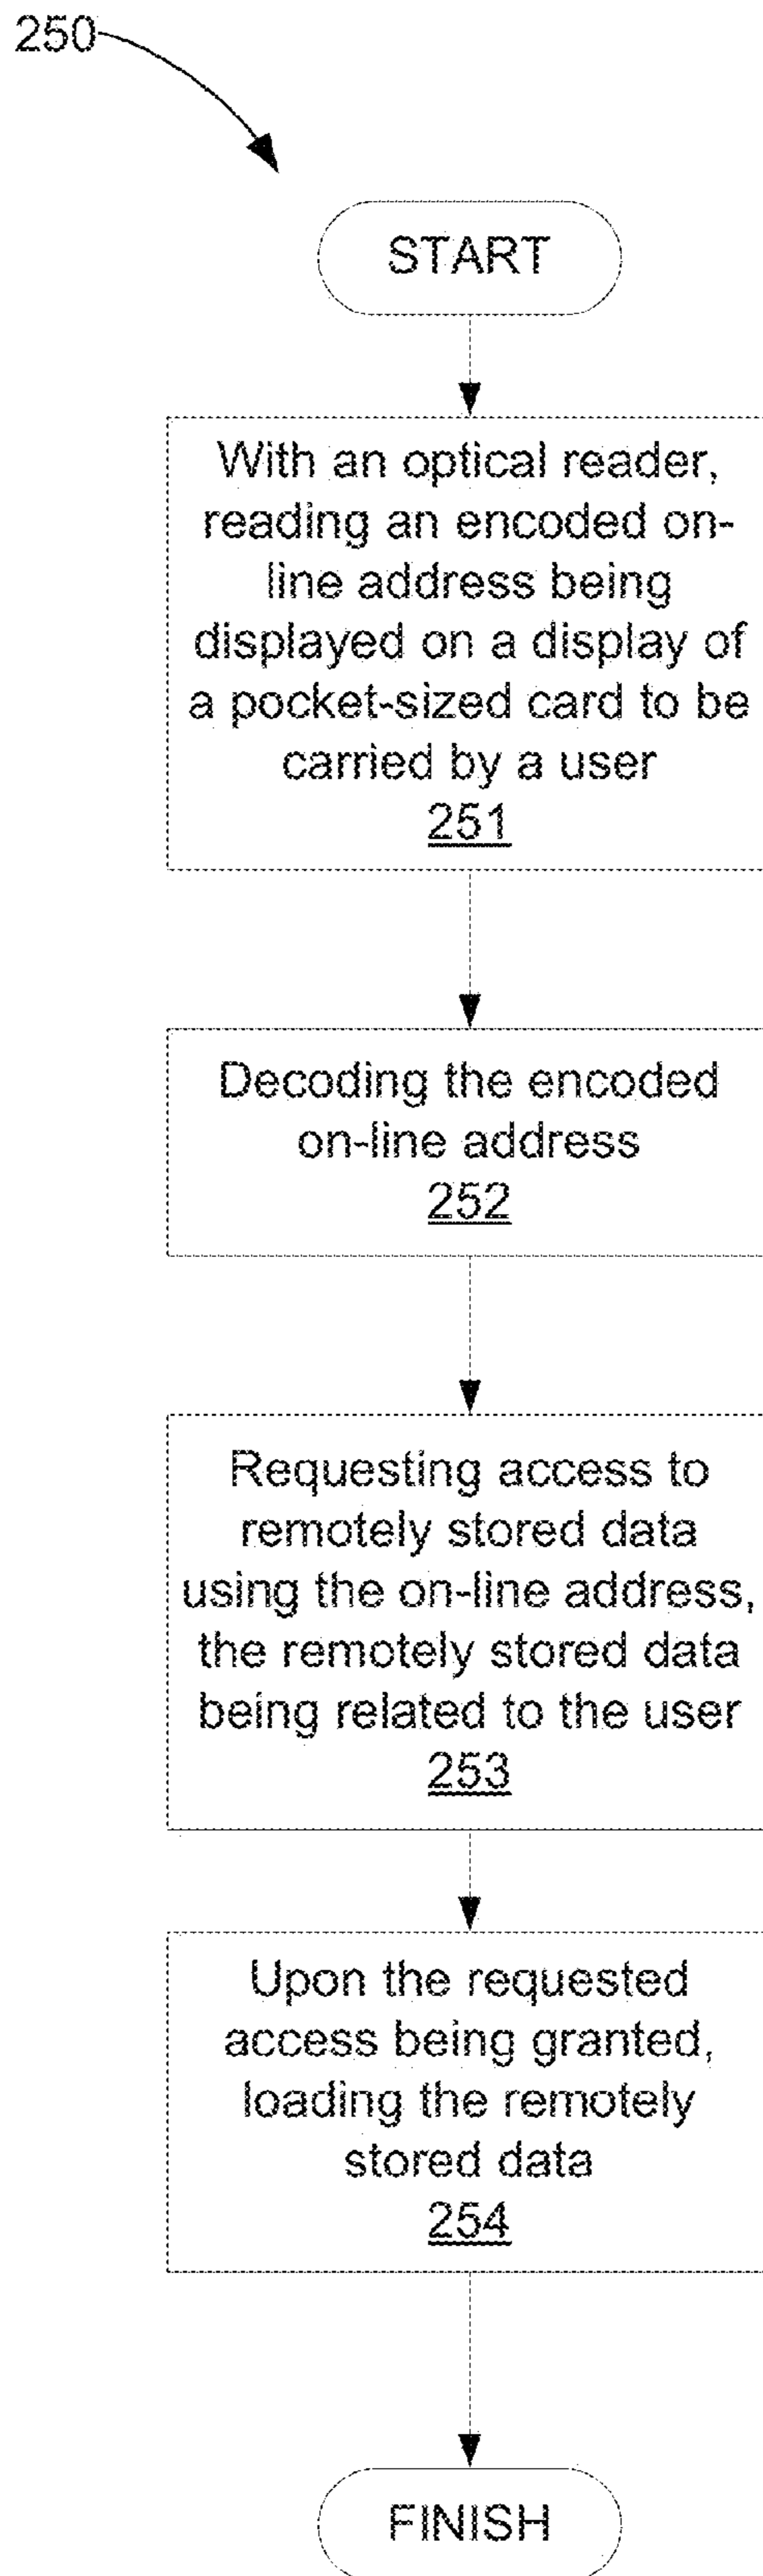 250
START
With an optical reader,
reading an encoded on-
line address being
displayed on a display of
a pocket-sized card to be
carried by a user
251
Decoding the encoded
on-line address
252
Requesting access to
remotely stored data
using the on-line address,
the remotely stored data
being related to the user
253
Upon the requested
access being granted,
loading the remotely
stored data
254
FINISH